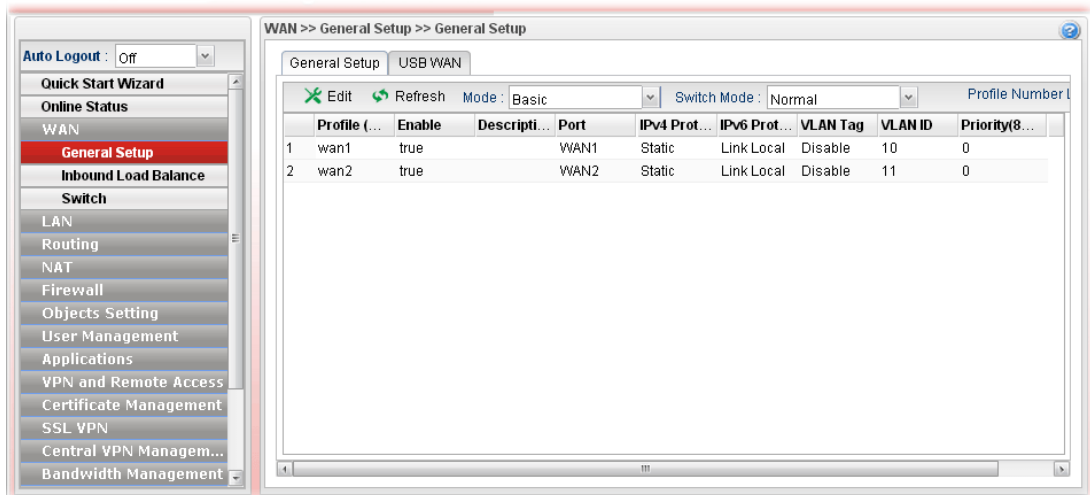 WAN >> General Setup >> General Setup
Auto Logout : Off
Quick Start Wizard
Online Status
WAN
General Setup
Inbound Load Balance
Switch
LAN
Routing
NAT
Firewall
Objects Setting
User Management
Applications
VPN and Remote Access
Certificate Management
SSL VPN
Central VPN Managem...
Bandwidth Management
General Setup USB WAN
Edit Refresh Mode : Basic Switch Mode : Normal Profile Number L
Profile (... Enable Descripti... Port IPv4 Prot... IPv6 Prot... VLAN Tag VLAN ID Priority(8...
1 wan1 true WAN1 Static Link Local Disable 10 0
2 wan2 true WAN2 Static Link Local Disable 11 0